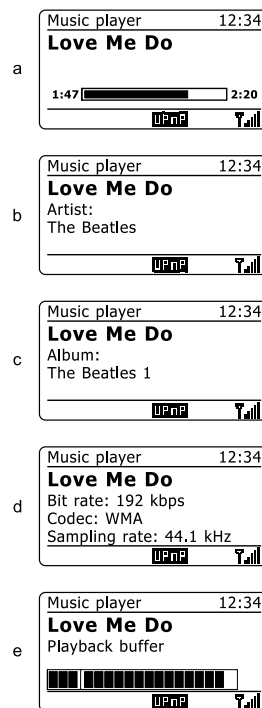 a
Music player 12:34
Love Me Do
1:47 2:20
UPnP
b
Music player 12:34
Love Me Do
Artist:
The Beatles
UPnP
c
Music player 12:34
Love Me Do
Album:
The Beatles 1
UPnP
d
Music player 12:34
Love Me Do
Bit rate: 192 kbps
Codec: WMA
Sampling rate: 44.1 kHz
UPnP
e
Music player 12:34
Love Me Do
Playback buffer
UPnP